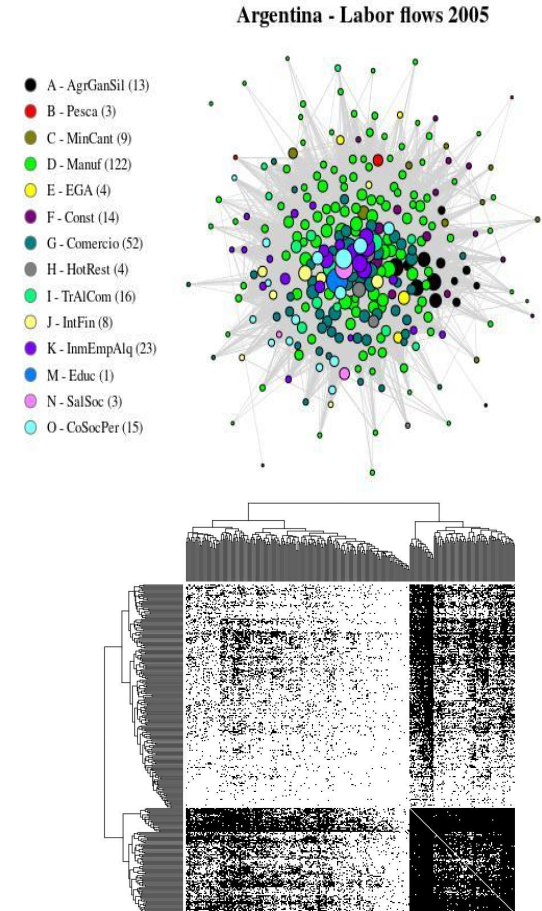 Argentina - Labor flows 2005
A - AgrGanSil (13)
B - Pesca (3)
C - MinCant (9)
D - Manuf (122)
E - EGA (4)
F - Const (14)
G - Comercio (52)
H - HotRest (4)
I - TrAlCom (16)
J - IntFin (8)
K - InmEmpAlq (23)
M - Educ (1)
N - SalSoc (3)
O - CoSocPer (15)